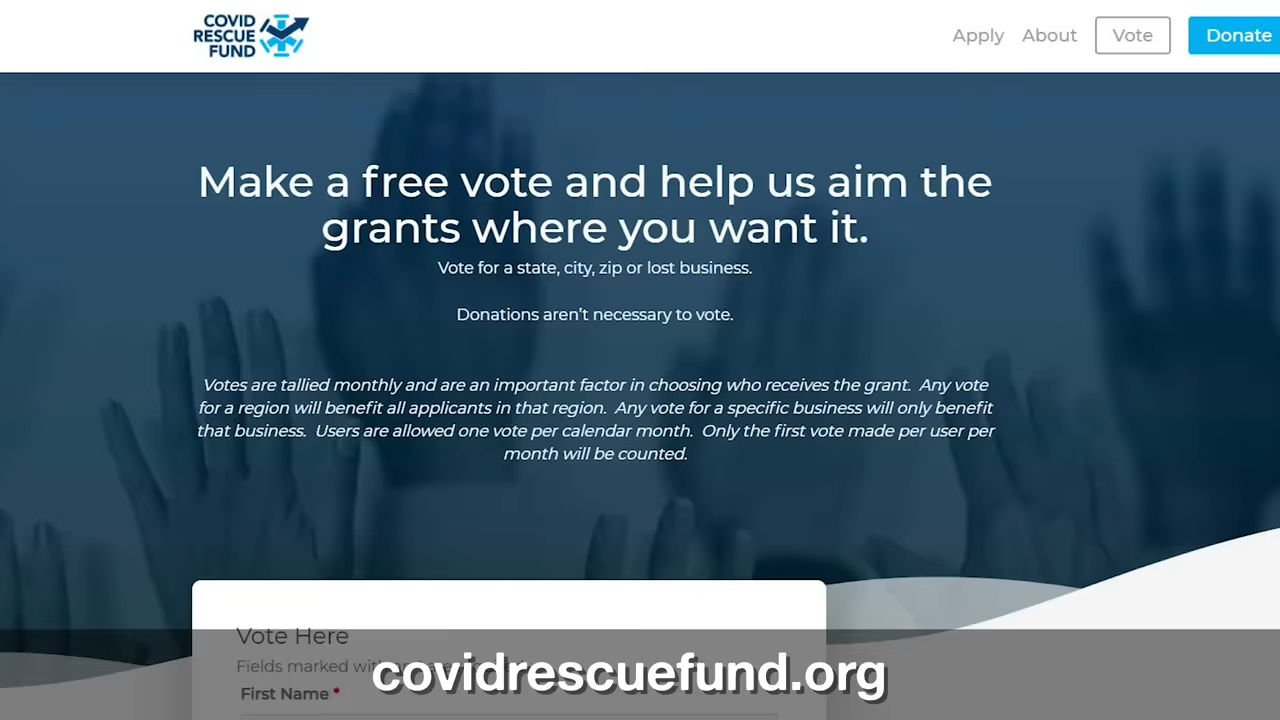 COVID
RESCUE
FUND
Apply About Vote Donate
Make a free vote and help us aim the
grants where you want it.
Vote for a state, city, zip or lost business.
Donations aren't necessary to vote.
Votes are tallied monthly and are an important factor in choosing who receives the grant. Any vote
for a region will benefit all applicants in that region. Any vote for a specific business will only benefit
that business. Users are allowed one vote per calendar month. Only the first vote made per user per
month will be counted.
Vote Here
Fields marked with
covidrescuefund.org
First Name *